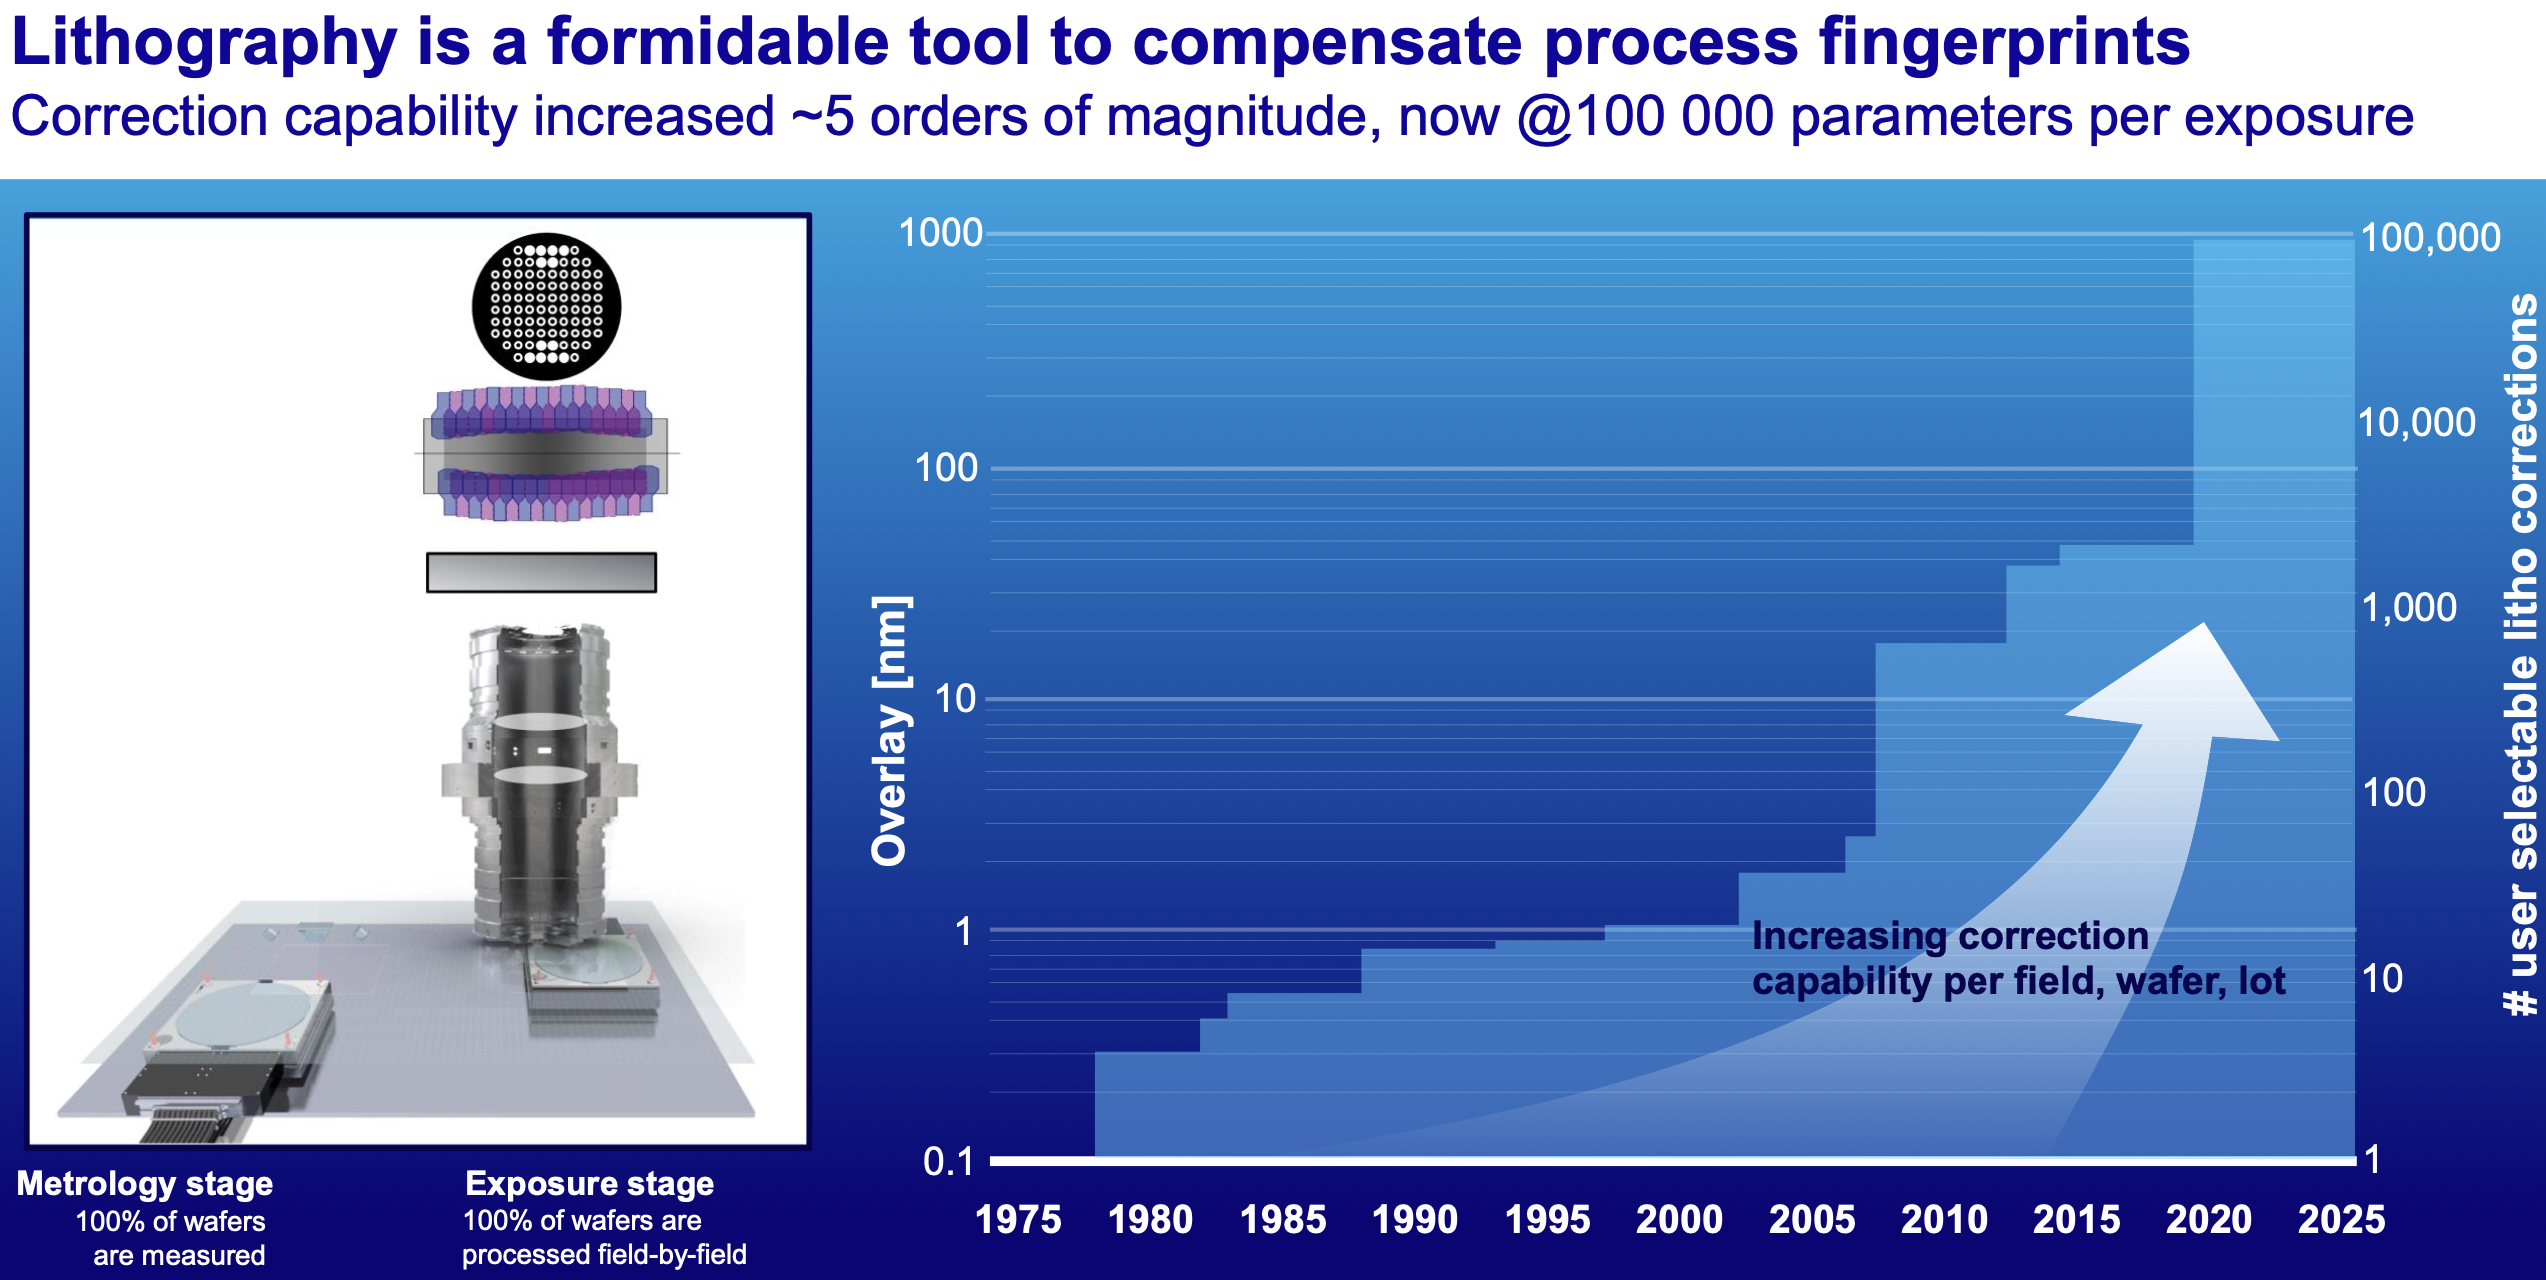 Lithography is a formidable tool to compensate process fingerprints
Correction capability increased ~5 orders of magnitude, now @100 000 parameters per exposure
Metrology stage
100% of wafers
are measured
Exposure stage
100% of wafers are
processed field-by-field
Overlay [nm]
1000
100
10
1
0.1
Increasing correction
capability per field, wafer, lot
1975 1980 1985 1990 1995 2000 2005 2010 2015 2020 2025
100,000
10,000
1,000
100
10
1
# user selectable litho corrections